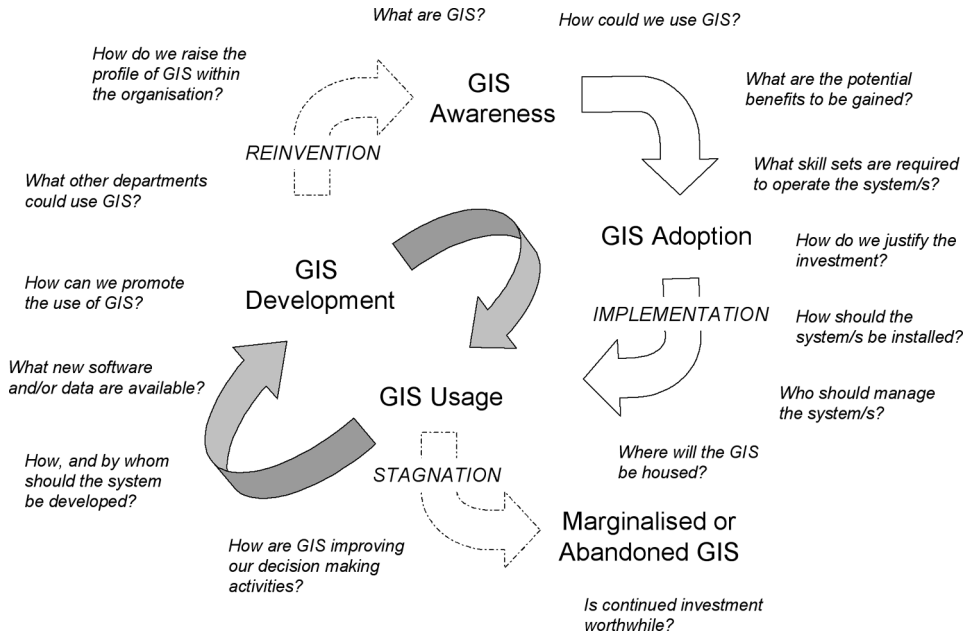 What are GIS?
How could we use GIS?
How do we raise the
profile of GIS within
the organisation?
GIS
Awareness
What are the potential
benefits to be gained?
REINVENTION
What skill sets are required
to operate the system/s?
What other departments
could use GIS?
GIS Adoption
How do we justify the
investment?
GIS
Development
How can we promote
the use of GIS?
IMPLEMENTATION
How should the
system/s be installed?
What new software
and/or data are available?
GIS Usage
Who should manage
the system/s?
How, and by whom
should the system
be developed?
STAGNATION
Where will the GIS
be housed?
Marginalised or
Abandoned GIS
How are GIS improving
our decision making
activities?
Is continued investment
worthwhile?